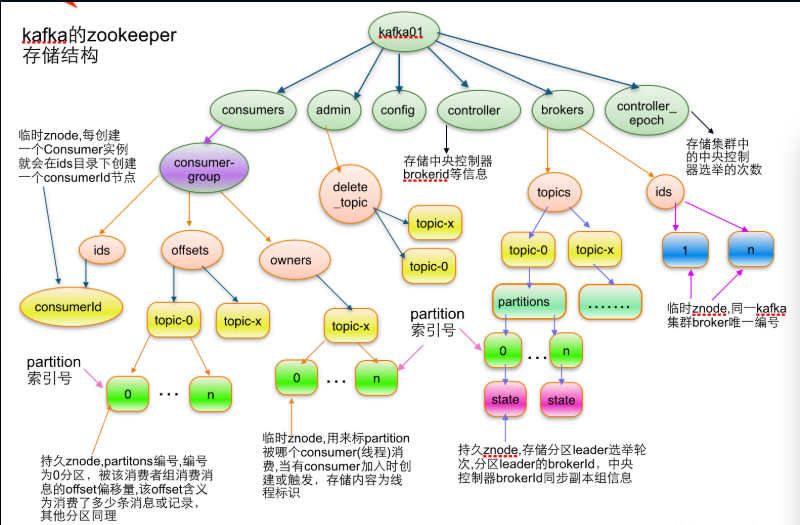 kafka的zookeeper
存储结构
kafka01
consumers
admin
config
controller
brokers
controller_
epoch
临时znode,每创建
一个Consumer实例
就会在ids目录下创建
一个consumerId节点
consumer-
group
存储中央控制器
brokerid等信息
存储集群中
的中央控制
器选举的次数
delete
_topic
topics
ids
ids
offsets
owners
topic-x
topic-0
topic-0
topic-x
1
n
consumerId
topic-0
topic-x
topic-x
partitions
.......
临时znode,同一kafka
集群broker唯一编号
partition
索引号
partition
索引号
0
...
n
0
...
n
0
...
n
state
state
持久znode,partitons编号,编号
为0分区，被该消费者组消费消
息的offset偏移量,该offset含义
为消费了多少条消息或记录，
其他分区同理
临时znode,用来标partition
被哪个consumer(线程)消
费,当有consumer加入时创
建或触发，存储内容为线
程标识
持久znode,存储分区leader选举轮
次,分区leader的brokerId，中央
控制器brokerId同步副本组信息